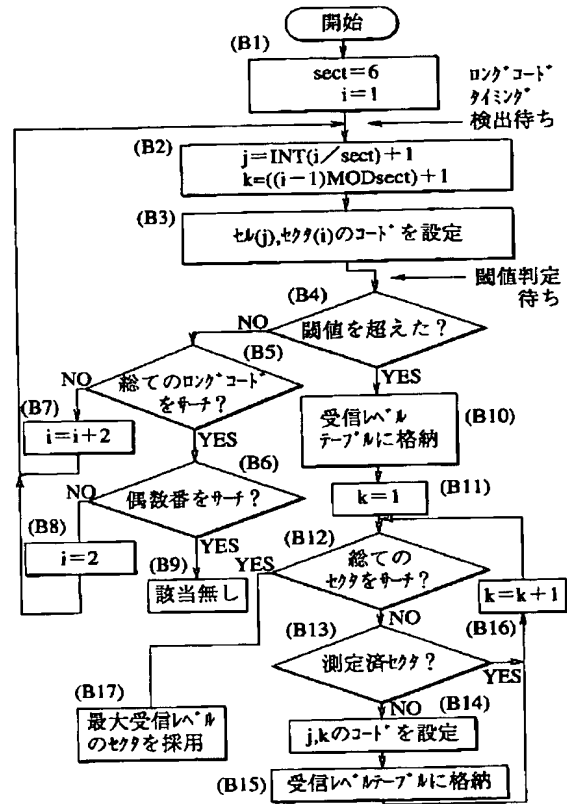 開始
(B1)
sect=6
i=1
ロング゛コード゛
タイミング゛
検出待ち
(B2)
j=INT(i/sect)+1
k=((i-1)MODsect)+1
(B3)
セル(j),セクタ(i)のコード゛を設定
閾値判定
待ち
(B4)
閾値を超えた?
NO
YES
(B5)
総てのロング゛コード゛
をサーチ?
NO
YES
(B7)
i=i+2
(B6)
偶数番をサーチ?
NO
YES
(B8)
i=2
(B9)
該当無し
(B10)
受信レベ゛ル
テーブ゛ルに格納
(B11)
k=1
(B12)
総ての
セクタをサーチ?
YES
NO
(B16)
k=k+1
(B13)
測定済セクタ?
YES
NO
(B14)
j,kのコード゛を設定
(B15)
受信レベ゛ルテーブ゛ルに格納
(B17)
最大受信レベ゛ル
のセクタを採用